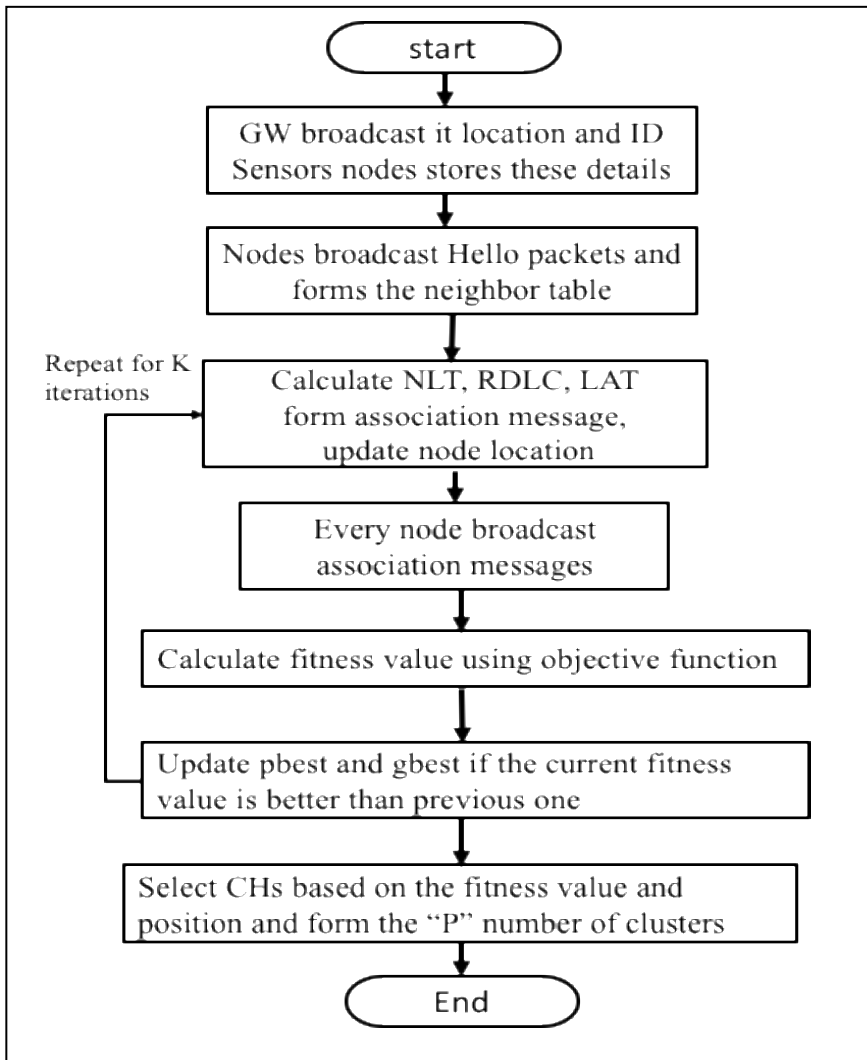 start
GW broadcast it location and ID
Sensors nodes stores these details
Nodes broadcast Hello packets and
forms the neighbor table
Repeat for K
iterations
Calculate NLT, RDLC, LAT
form association message,
update node location
Every node broadcast
association messages
Calculate fitness value using objective function
Update pbest and gbest if the current fitness
value is better than previous one
Select CHs based on the fitness value and
position and form the “P” number of clusters
End